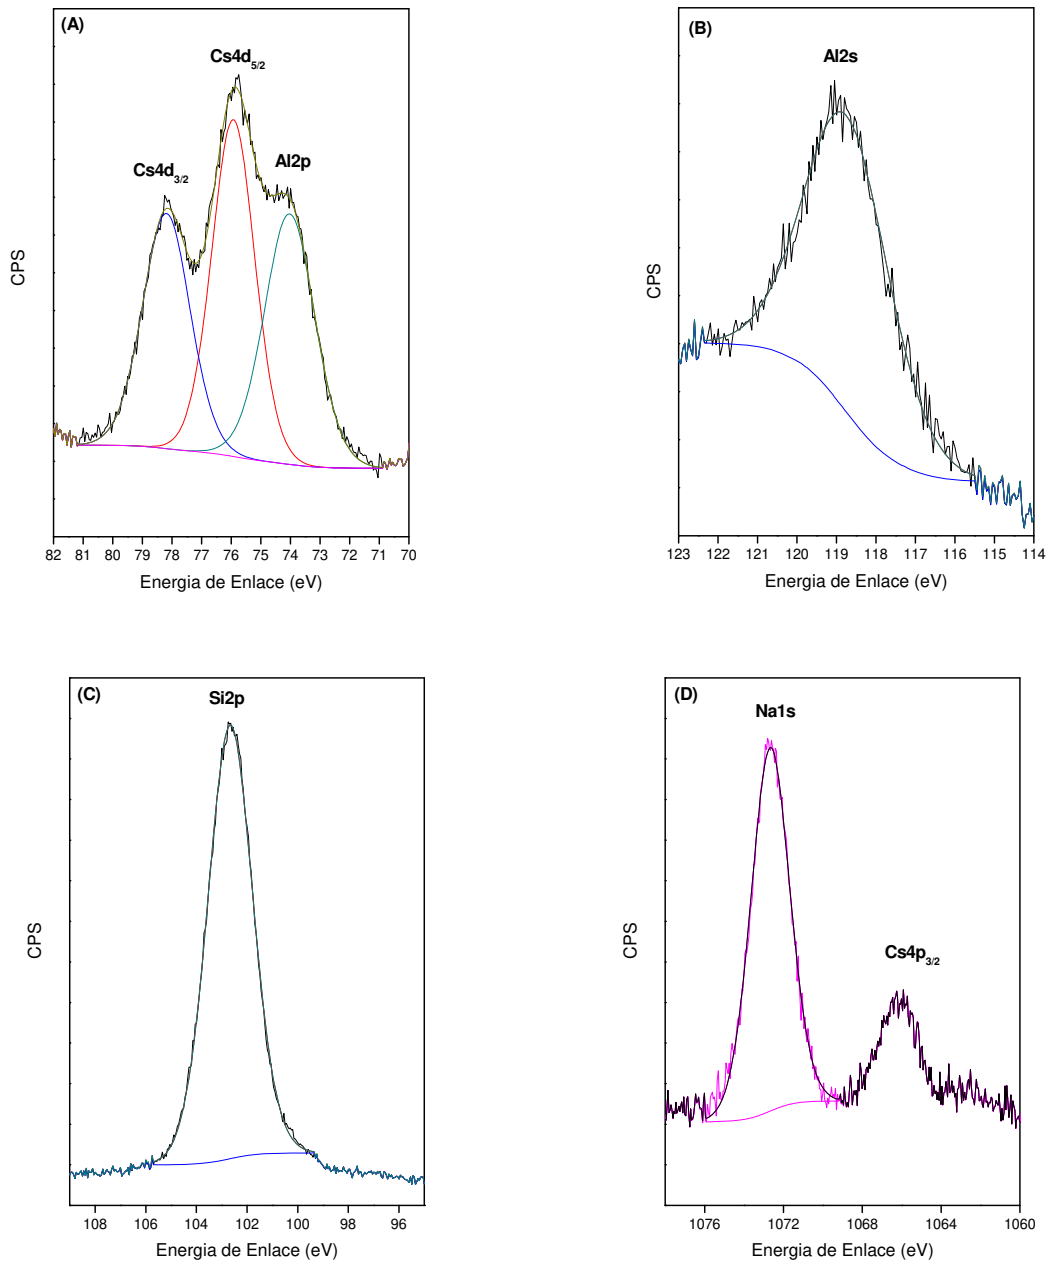 (A)
Cs4d5/2
Cs4d3/2
Al2p
CPS
82 81 80 79 78 77 76 75 74 73 72 71 70
Energia de Enlace (eV)
(B)
Al2s
CPS
123 122 121 120 119 118 117 116 115 114
Energia de Enlace (eV)
(C)
Si2p
CPS
108 106 104 102 100 98 96
Energia de Enlace (eV)
(D)
Na1s
Cs4p3/2
CPS
1076 1072 1068 1064 1060
Energia de Enlace (eV)